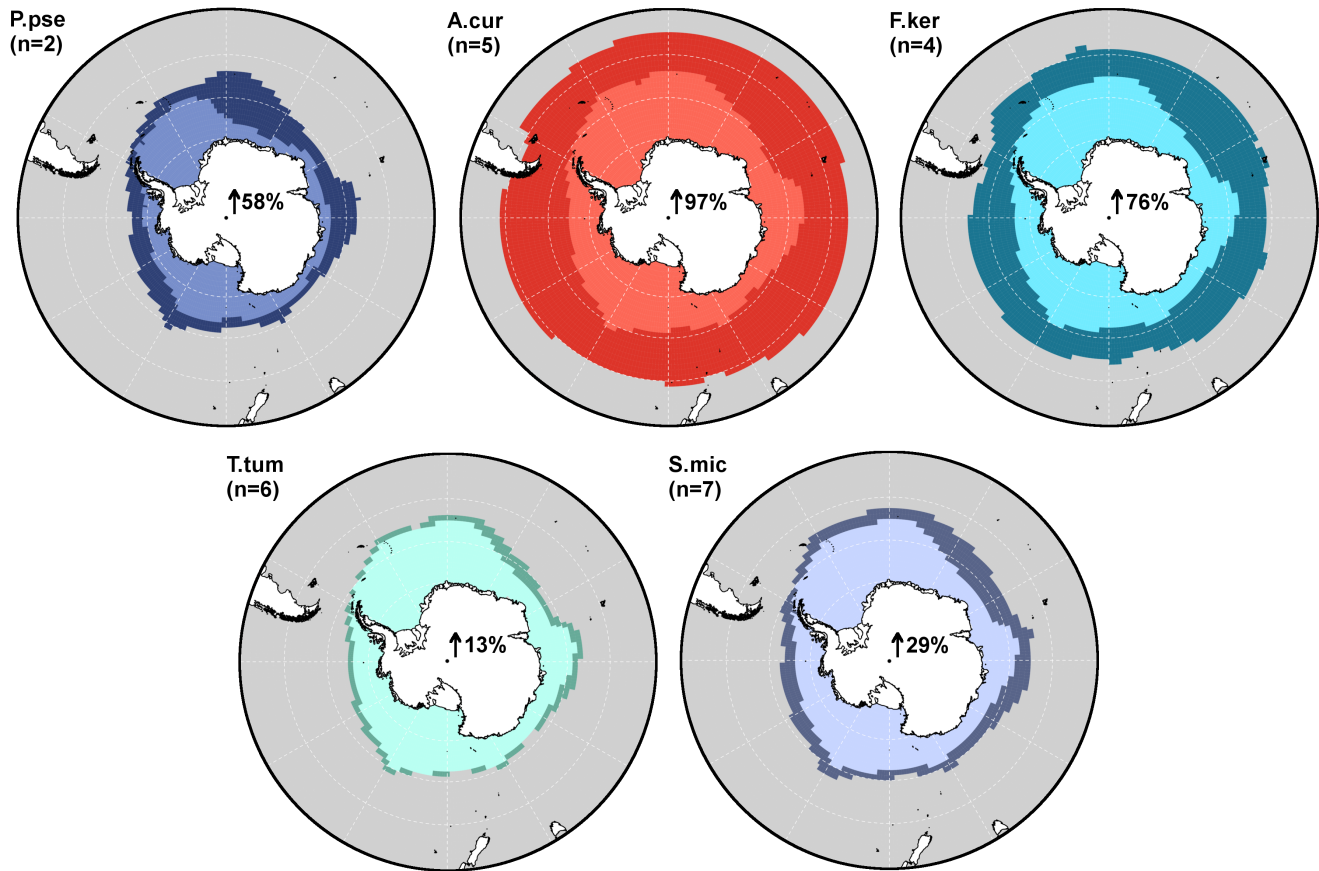 P.pse
(n=2)
58%
A.cur
(n=5)
97%
F.ker
(n=4)
76%
T.tum
(n=6)
13%
S.mic
(n=7)
29%